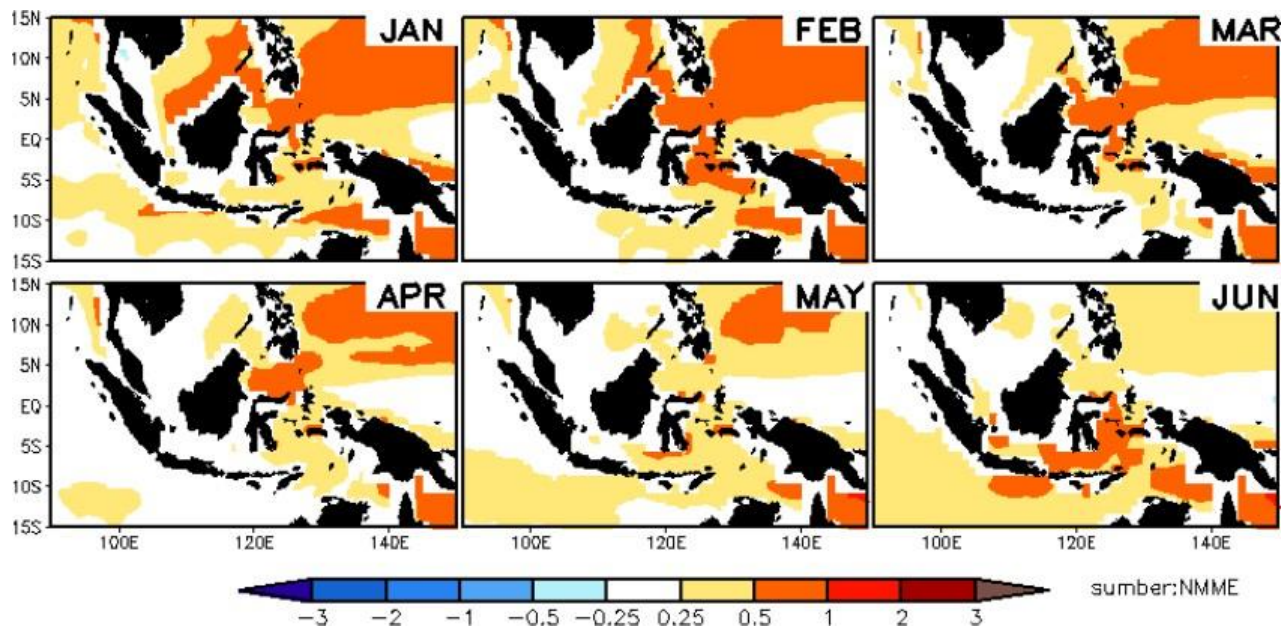 15N
10N
5N
EQ
5S
10S
15S
JAN
FEB
MAR
15N
10N
5N
EQ
5S
10S
15S
APR
MAY
JUN
100E 120E 140E 100E 120E 140E 100E 120E 140E
-3 -2 -1 -0.5 -0.25 0.25 0.5 1 2 3
sumber:NMME